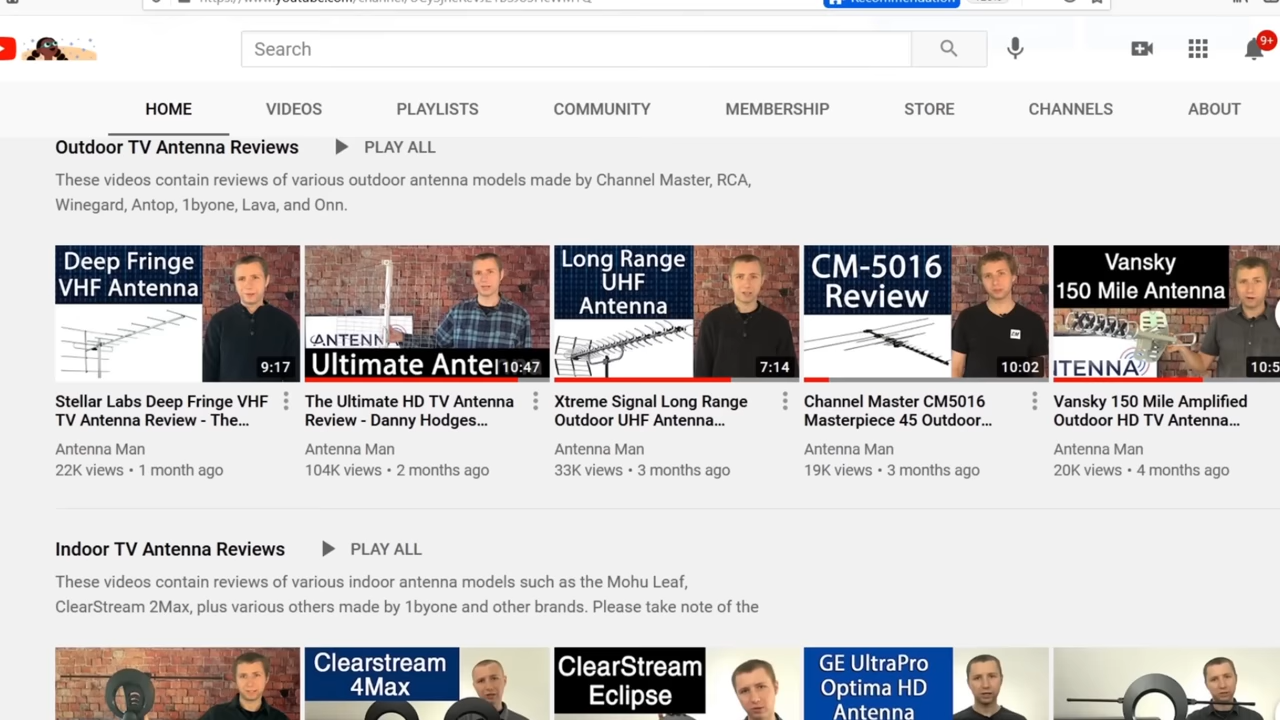 Recommendation
Search
9+
HOME VIDEOS PLAYLISTS COMMUNITY MEMBERSHIP STORE CHANNELS ABOUT
Outdoor TV Antenna Reviews PLAY ALL
These videos contain reviews of various outdoor antenna models made by Channel Master, RCA,
Winegard, Antop, 1byone, Lava, and Onn.
Deep Fringe
VHF Antenna
9:17
ANTENN
Ultimate Anter
10:47
Long Range
UHF
Antenna
7:14
CM-5016
Review
CM
10:02
Vansky
150 Mile Antenna
TENNA
10:5
Stellar Labs Deep Fringe VHF
TV Antenna Review - The...
Antenna Man
22K views • 1 month ago
The Ultimate HD TV Antenna
Review - Danny Hodges...
Antenna Man
104K views • 2 months ago
Xtreme Signal Long Range
Outdoor UHF Antenna...
Antenna Man
33K views • 3 months ago
Channel Master CM5016
Masterpiece 45 Outdoor...
Antenna Man
19K views • 3 months ago
Vansky 150 Mile Amplified
Outdoor HD TV Antenna...
Antenna Man
20K views • 4 months ago
Indoor TV Antenna Reviews PLAY ALL
These videos contain reviews of various indoor antenna models such as the Mohu Leaf,
ClearStream 2Max, plus various others made by 1byone and other brands. Please take note of the
Clearstream
4Max
ClearStream
Eclipse
GE UltraPro
Optima HD
Antenna